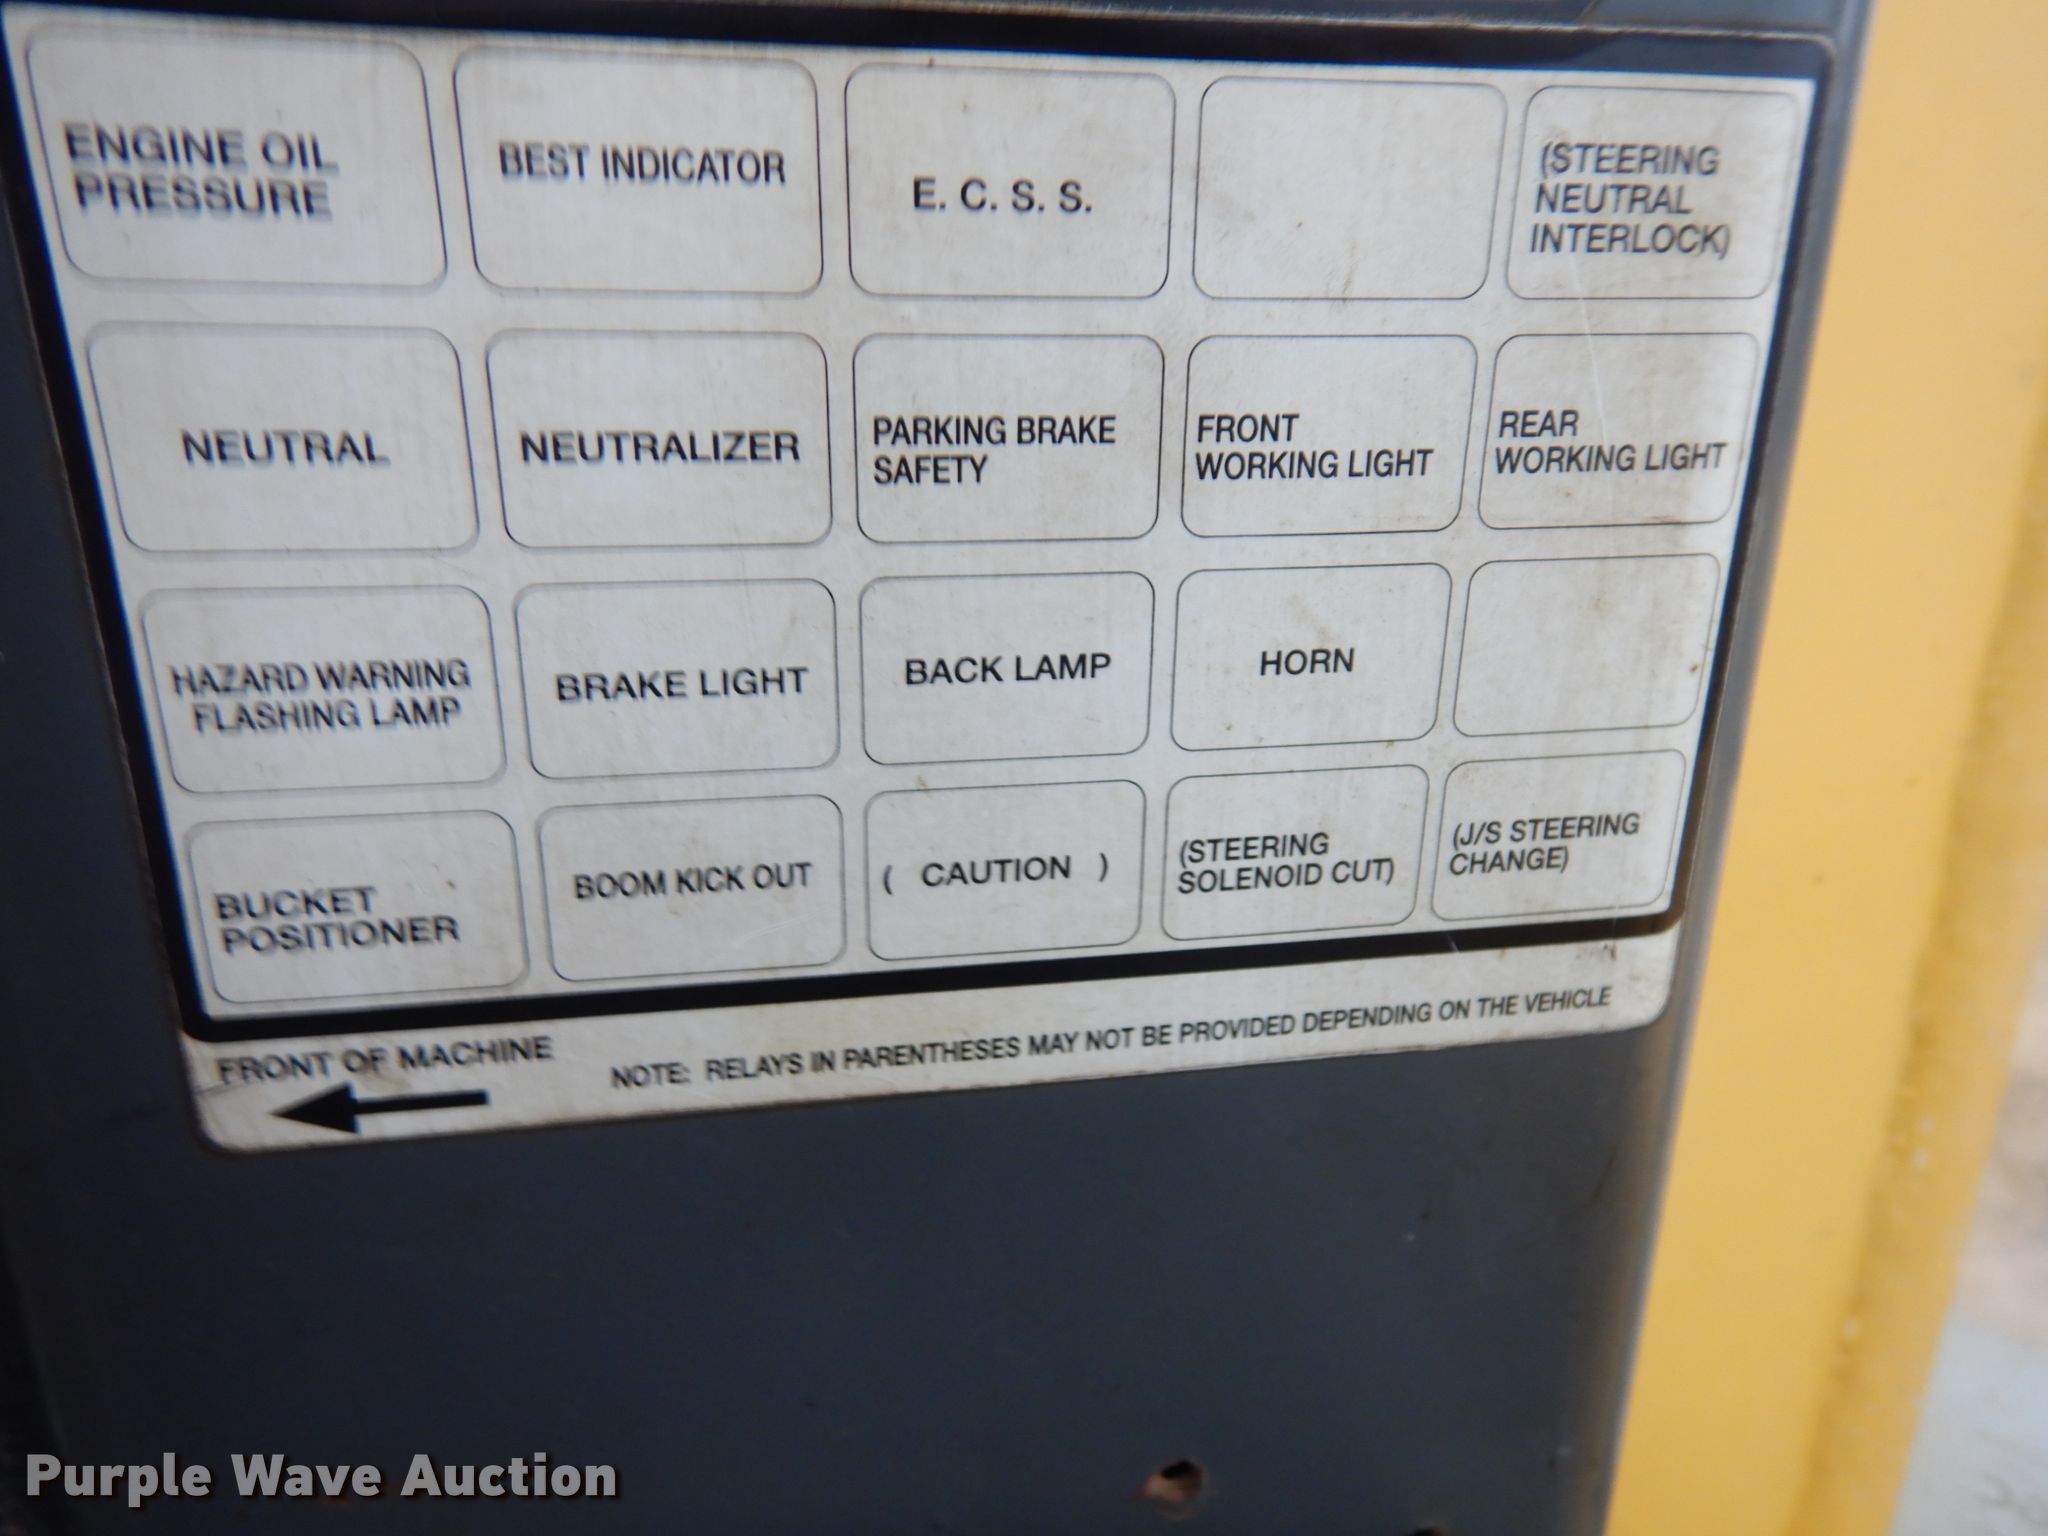 ENGINE OIL
PRESSURE
BEST INDICATOR
E. C. S. S.
(STEERING
NEUTRAL
INTERLOCK)
NEUTRAL
NEUTRALIZER
PARKING BRAKE
SAFETY
FRONT
WORKING LIGHT
REAR
WORKING LIGHT
HAZARD WARNING
FLASHING LAMP
BRAKE LIGHT
BACK LAMP
HORN
BUCKET
POSITIONER
BOOM KICK OUT
( CAUTION )
(STEERING
SOLENOID CUT)
(J/S STEERING
CHANGE)
FRONT OF MACHINE
NOTE: RELAYS IN PARENTHESES MAY NOT BE PROVIDED DEPENDING ON THE VEHICLE
Purple Wave Auction